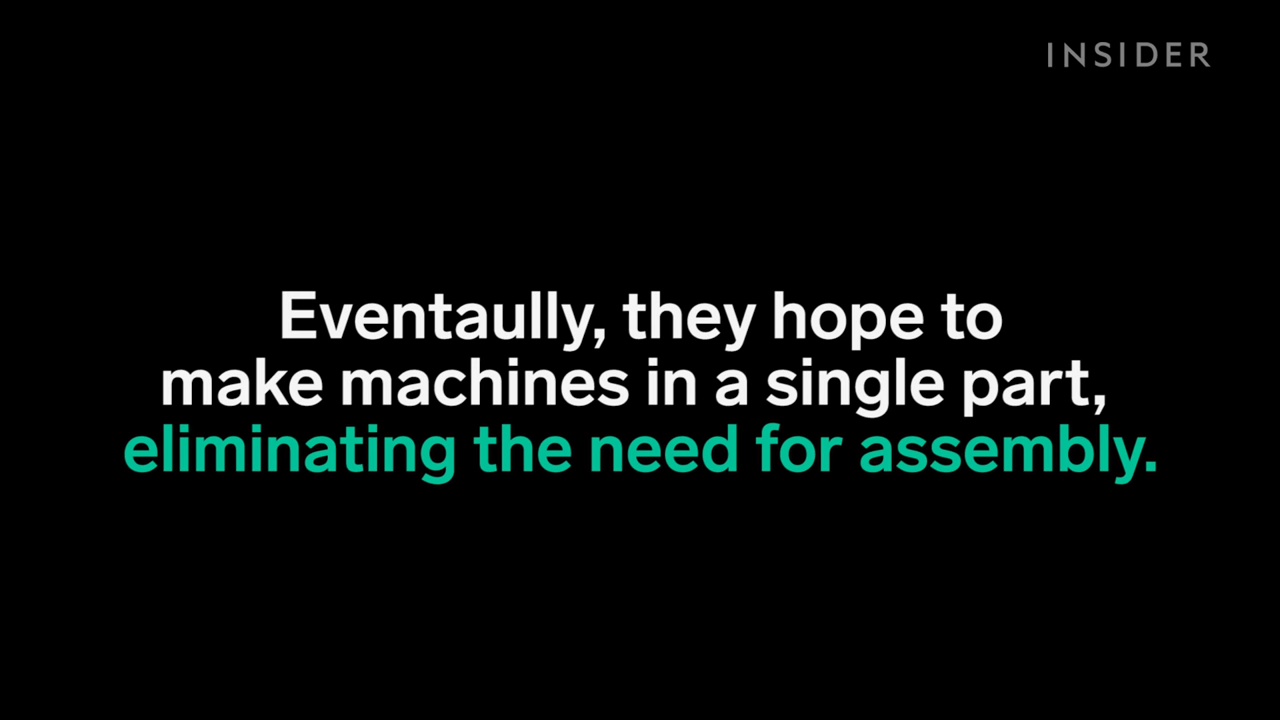 INSIDER
Eventaully, they hope to
make machines in a single part,
eliminating the need for assembly.